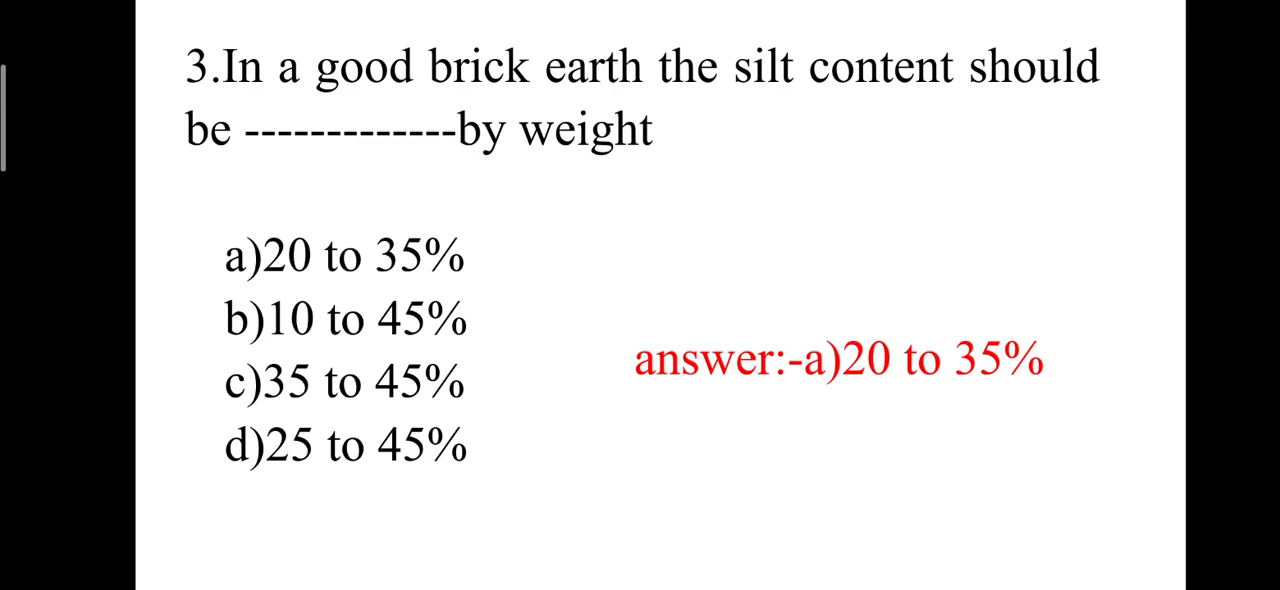 3.In a good brick earth the silt content should
be -------------by weight
a)20 to 35%
b)10 to 45%
answer:-a)20 to 35%
c)35 to 45%
d)25 to 45%